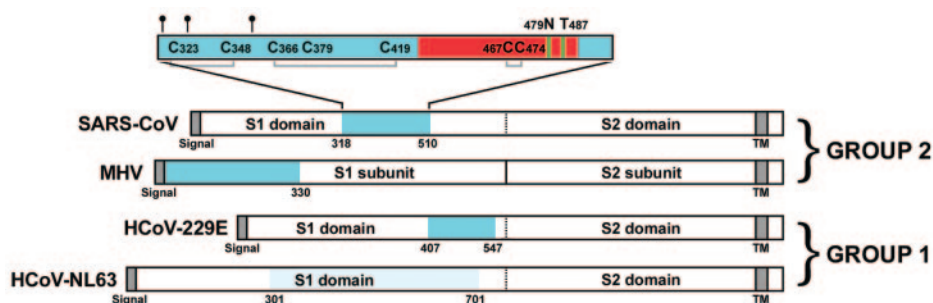 479N T487
C323 C348 C366 C379 C419 467CC474
SARS-CoV S1 domain S2 domain
Signal 318 510 TM
GROUP 2
MHV S1 subunit S2 subunit
Signal 330 TM
HCoV-229E S1 domain S2 domain
Signal 407 547 TM
GROUP 1
HCoV-NL63 S1 domain S2 domain
Signal 301 701 TM